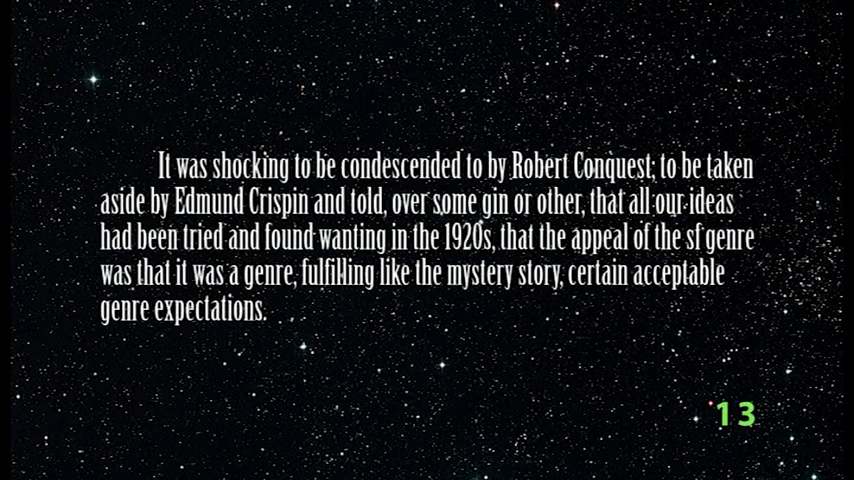 It was shocking to be condescended to by Robert Conquest; to be taken
aside by Edmund Crispin and told, over some gin or other, that all our ideas
had been tried and found wanting in the 1920s, that the appeal of the sf genre
was that it was a genre, fulfilling like the mystery story, certain acceptable
genre expectations.
13